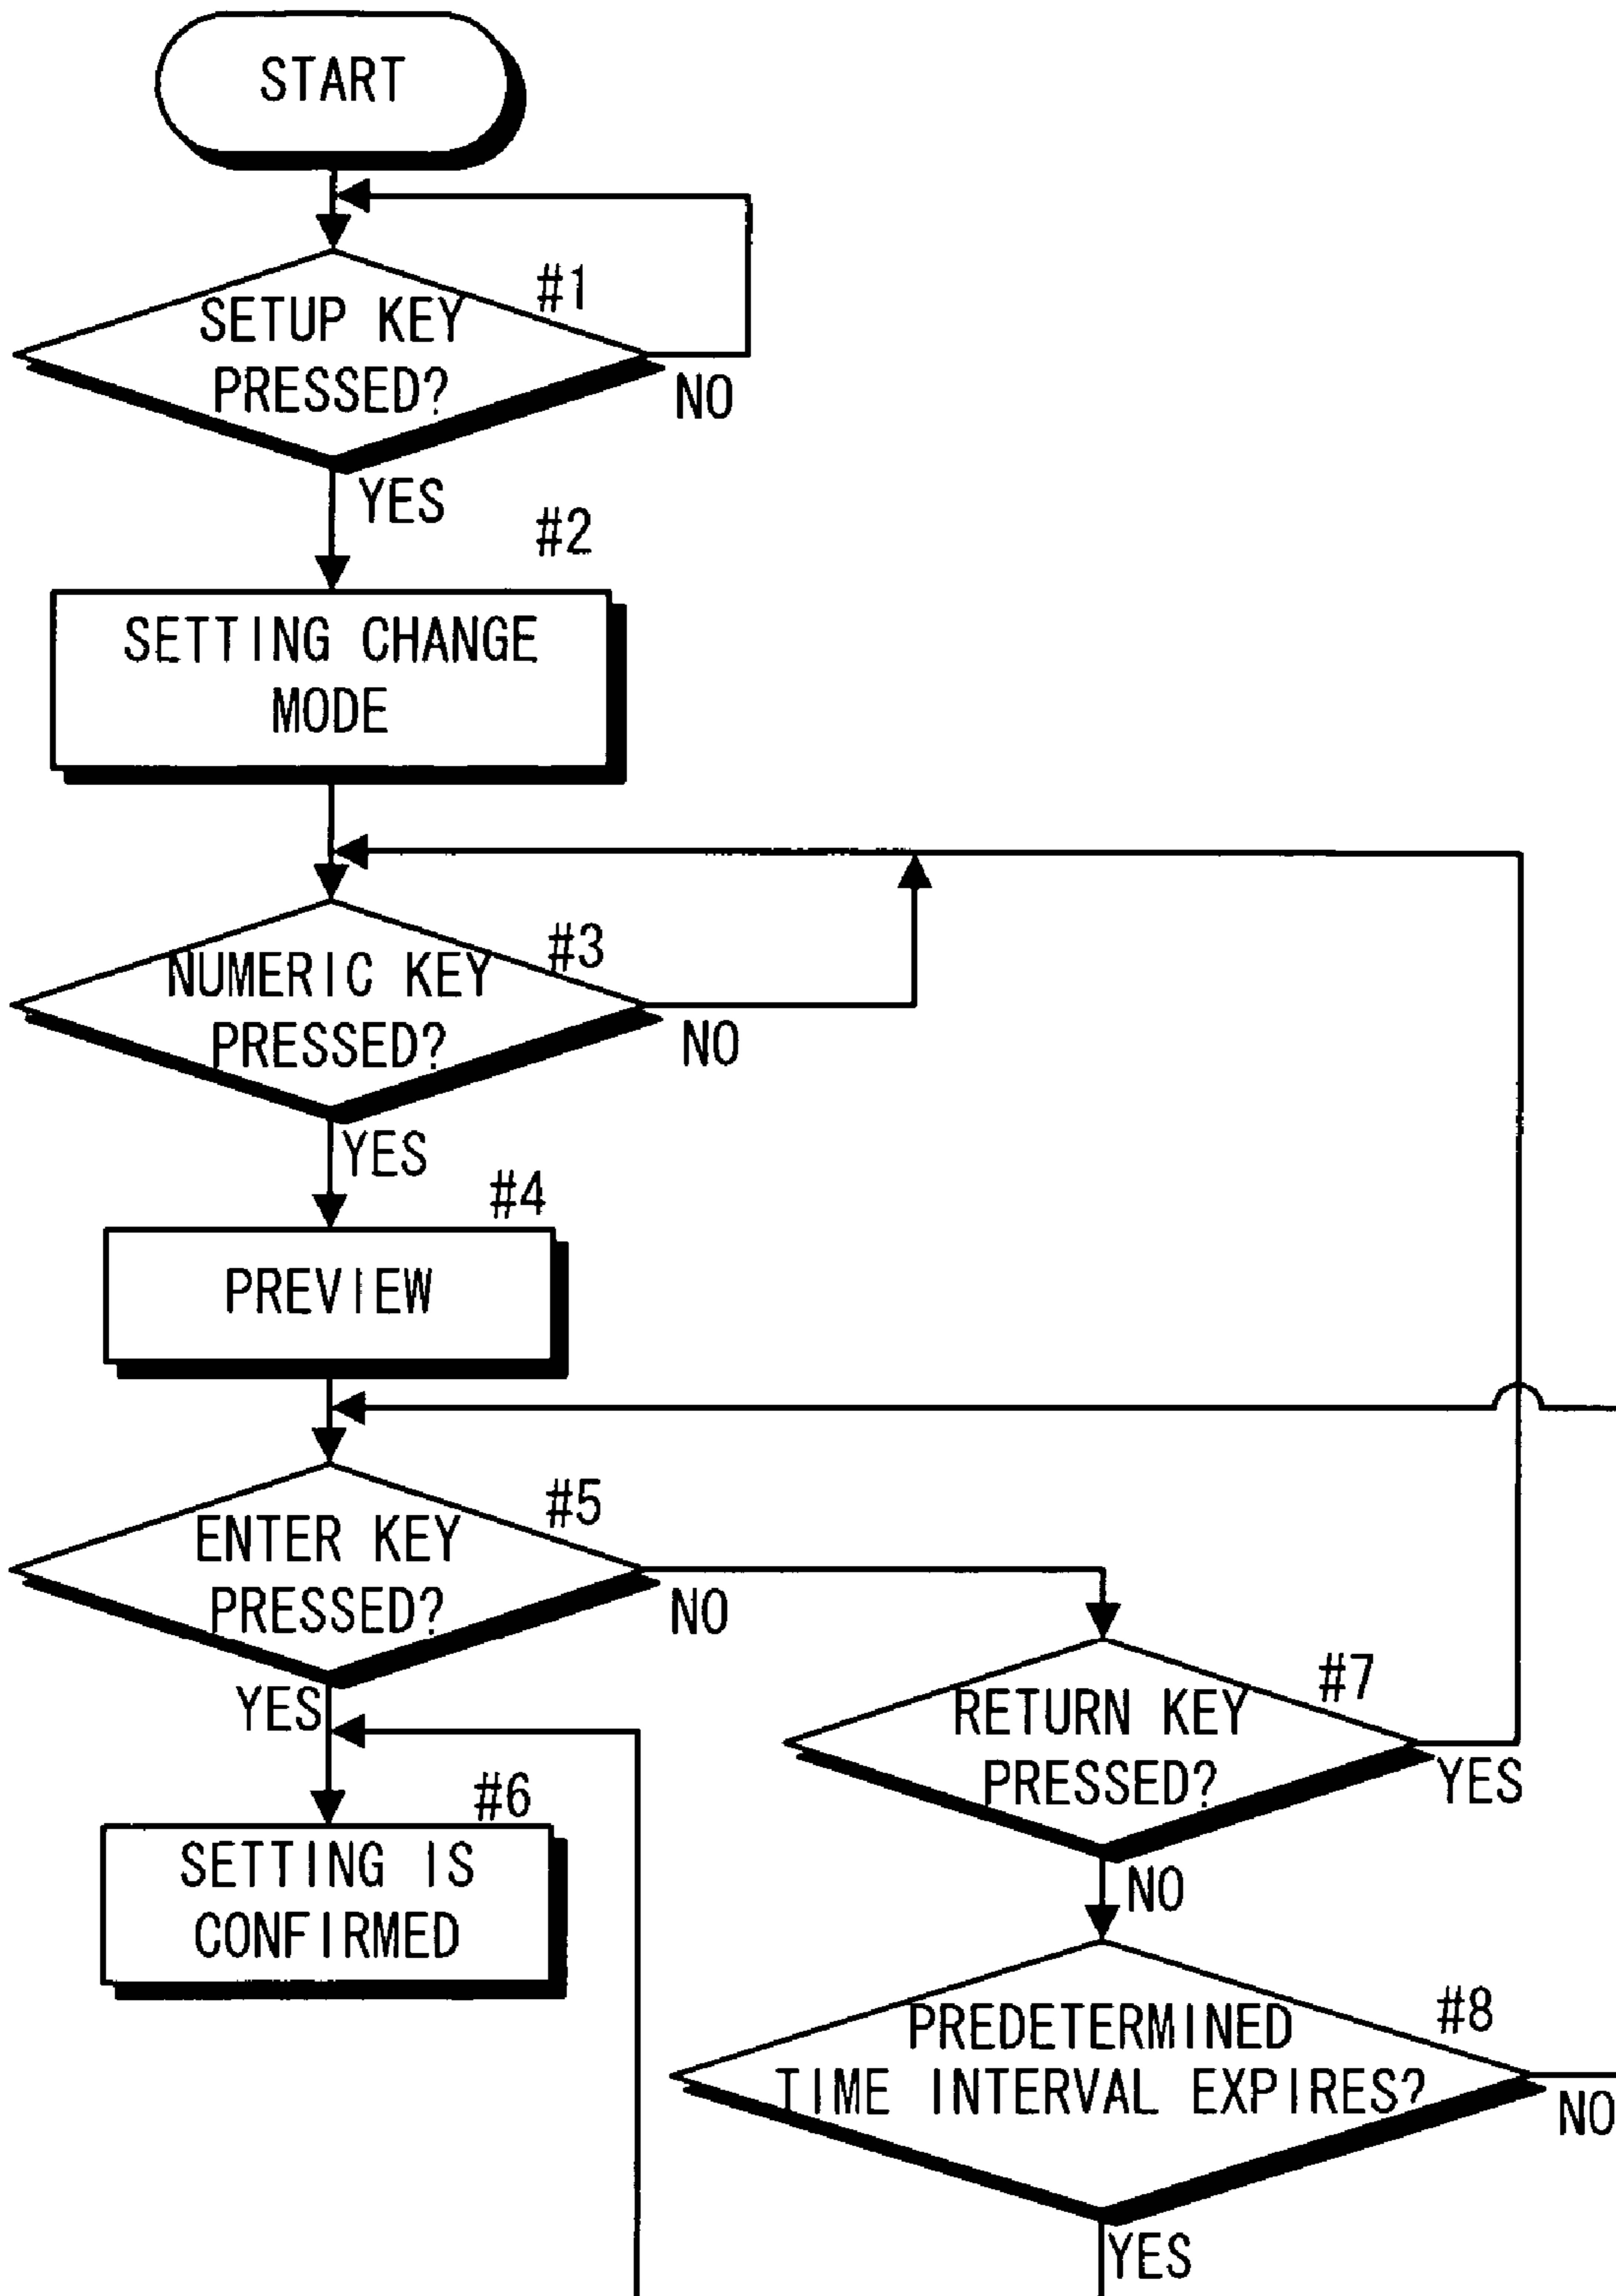 START
#1
SETUP KEY
PRESSED?
NO
YES
#2
SETTING CHANGE
MODE
#3
NUMERIC KEY
PRESSED?
NO
YES
#4
PREVIEW
#5
ENTER KEY
PRESSED?
NO
YES
#6
SETTING IS
CONFIRMED
#7
RETURN KEY
PRESSED?
YES
NO
#8
PREDETERMINED
TIME INTERVAL EXPIRES?
NO
YES